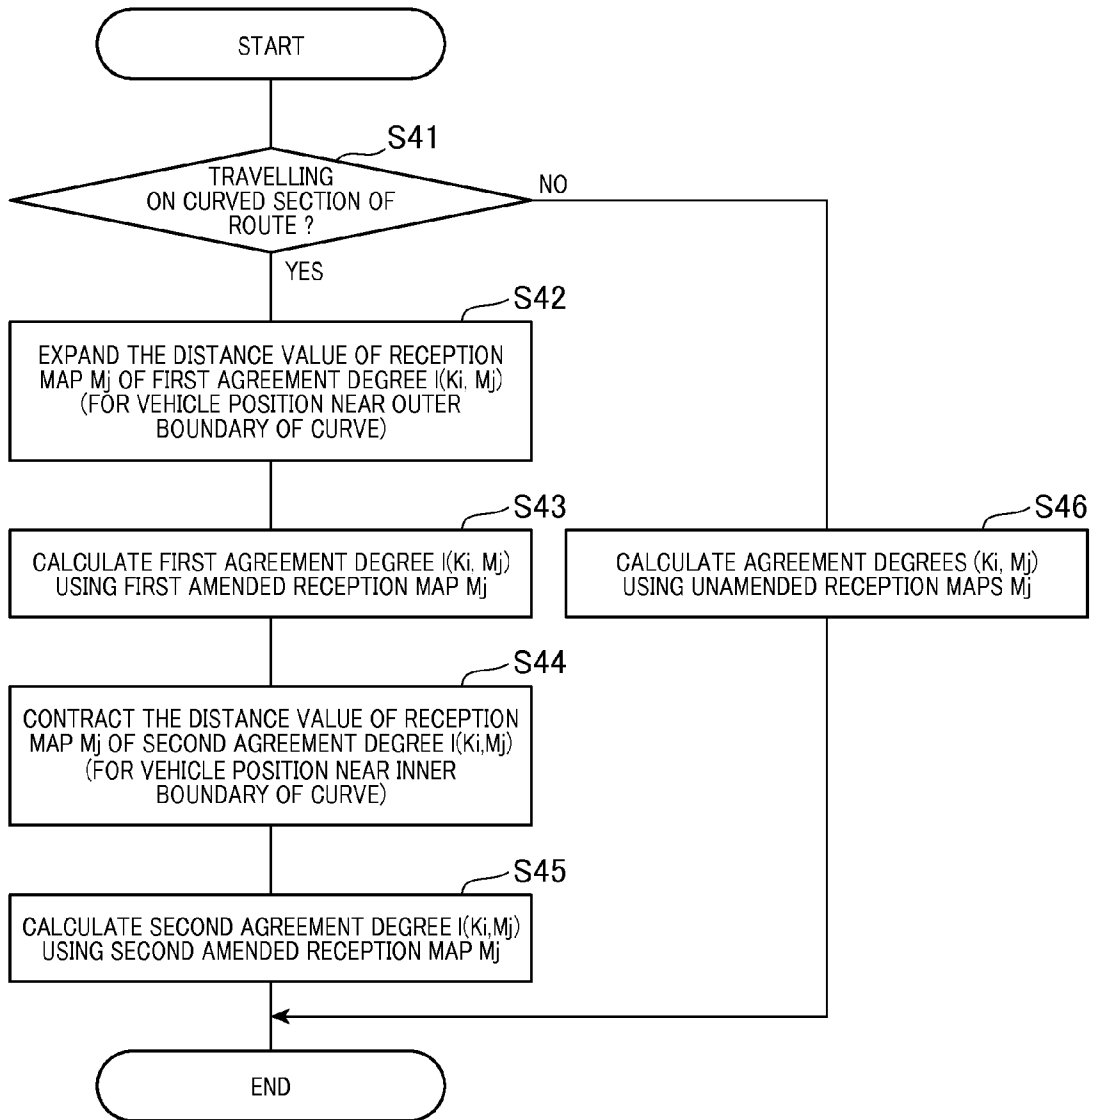 START
S41
TRAVELLING
ON CURVED SECTION OF
ROUTE ?
NO
YES
S42
EXPAND THE DISTANCE VALUE OF RECEPTION
MAP Mj OF FIRST AGREEMENT DEGREE I(Ki, Mj)
(FOR VEHICLE POSITION NEAR OUTER
BOUNDARY OF CURVE)
S43
CALCULATE FIRST AGREEMENT DEGREE I(Ki, Mj)
USING FIRST AMENDED RECEPTION MAP Mj
S46
CALCULATE AGREEMENT DEGREES (Ki, Mj)
USING UNAMENDED RECEPTION MAPS Mj
S44
CONTRACT THE DISTANCE VALUE OF RECEPTION
MAP Mj OF SECOND AGREEMENT DEGREE I(Ki,Mj)
(FOR VEHICLE POSITION NEAR INNER
BOUNDARY OF CURVE)
S45
CALCULATE SECOND AGREEMENT DEGREE I(Ki,Mj)
USING SECOND AMENDED RECEPTION MAP Mj
END